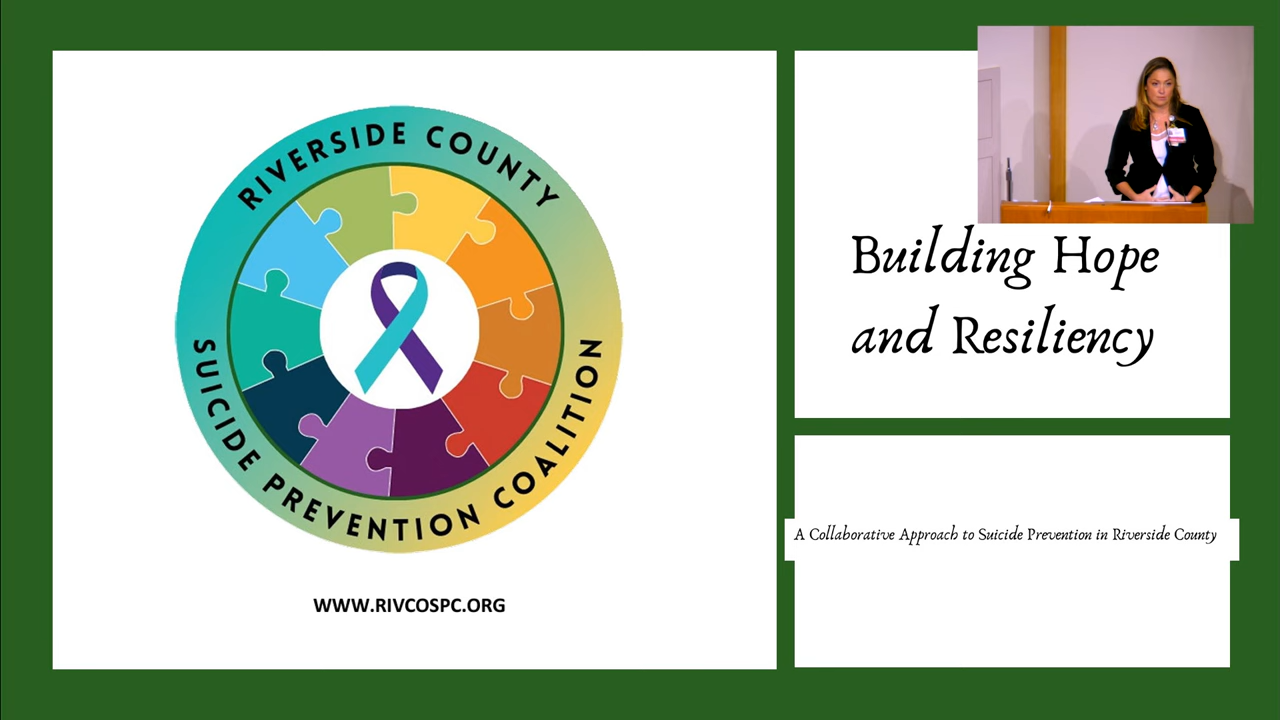 RIVERSIDE COUNTY
SUICIDE PREVENTION COALITION
WWW.RIVCOSPC.ORG
Building Hope
and Resiliency
A Collaborative Approach to Suicide Prevention in Riverside County